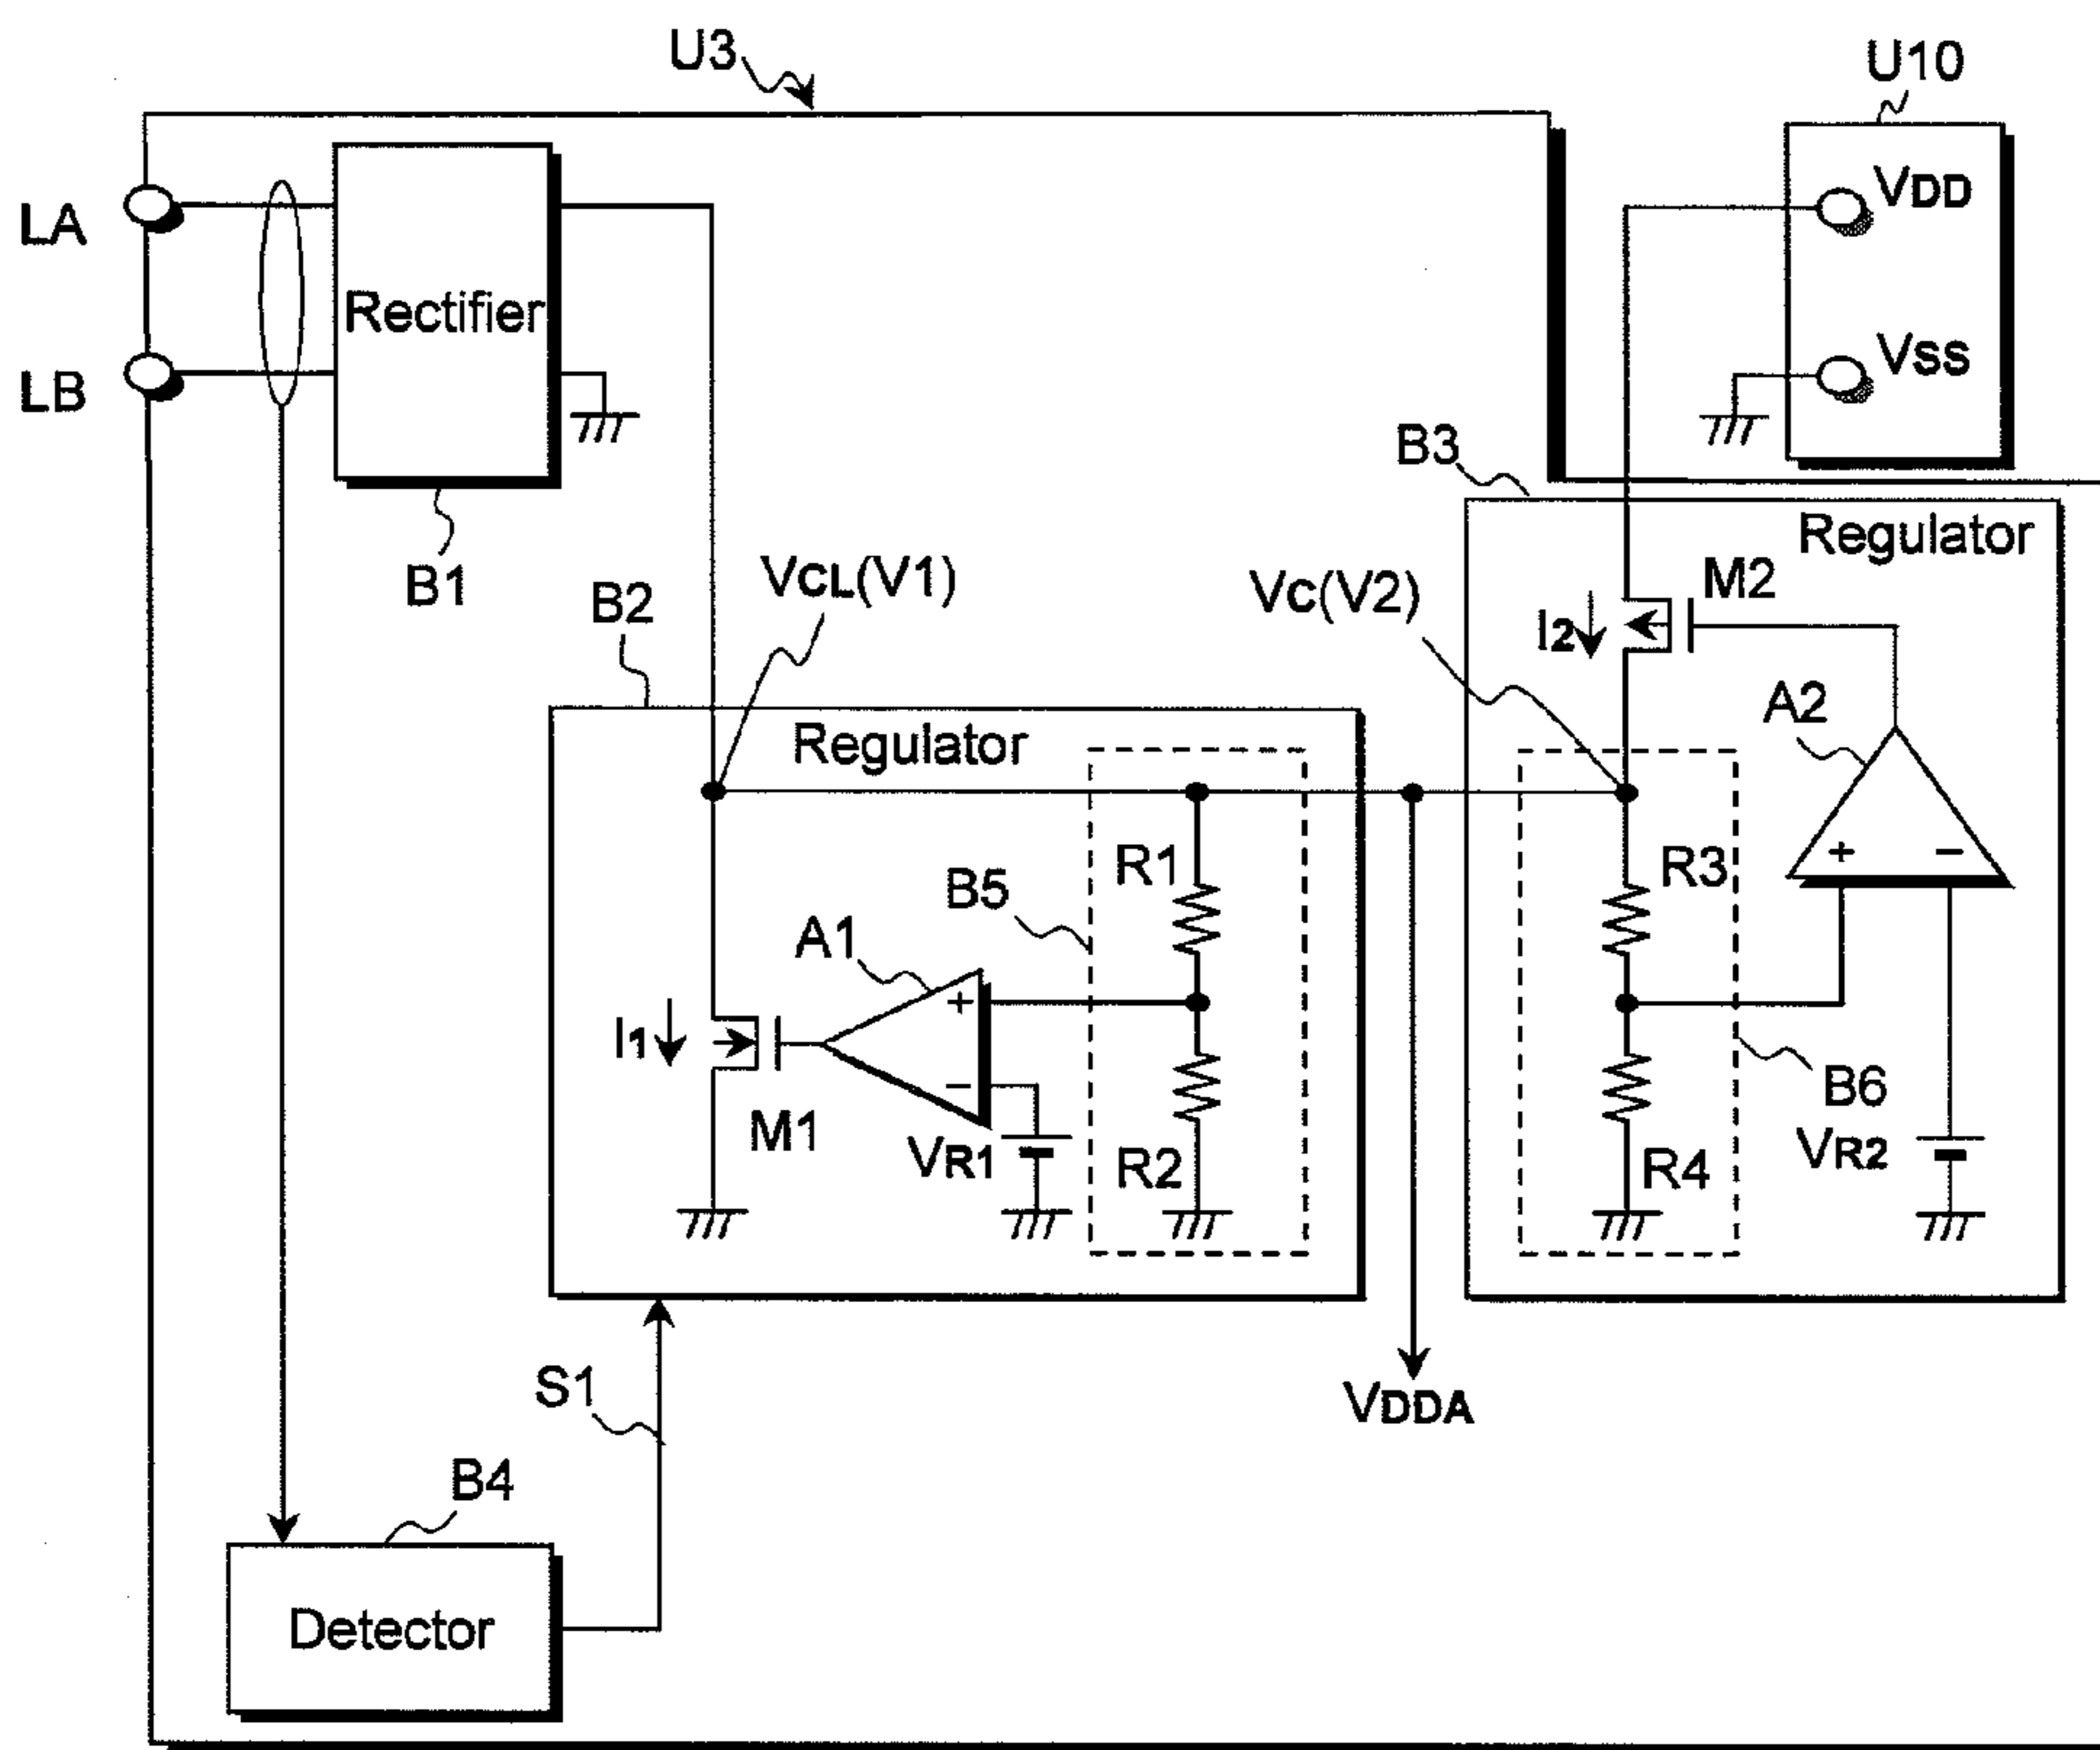 U3
U10
LA
LB
Rectifier
VDD
VSS
B1
B3
Regulator
B2
VCL(V1)
VC(V2)
M2
I2
A2
Regulator
R1
B5
R3
+
−
A1
+
I1
−
M1
VR1
R2
B6
R4
VR2
S1
VDDA
B4
Detector